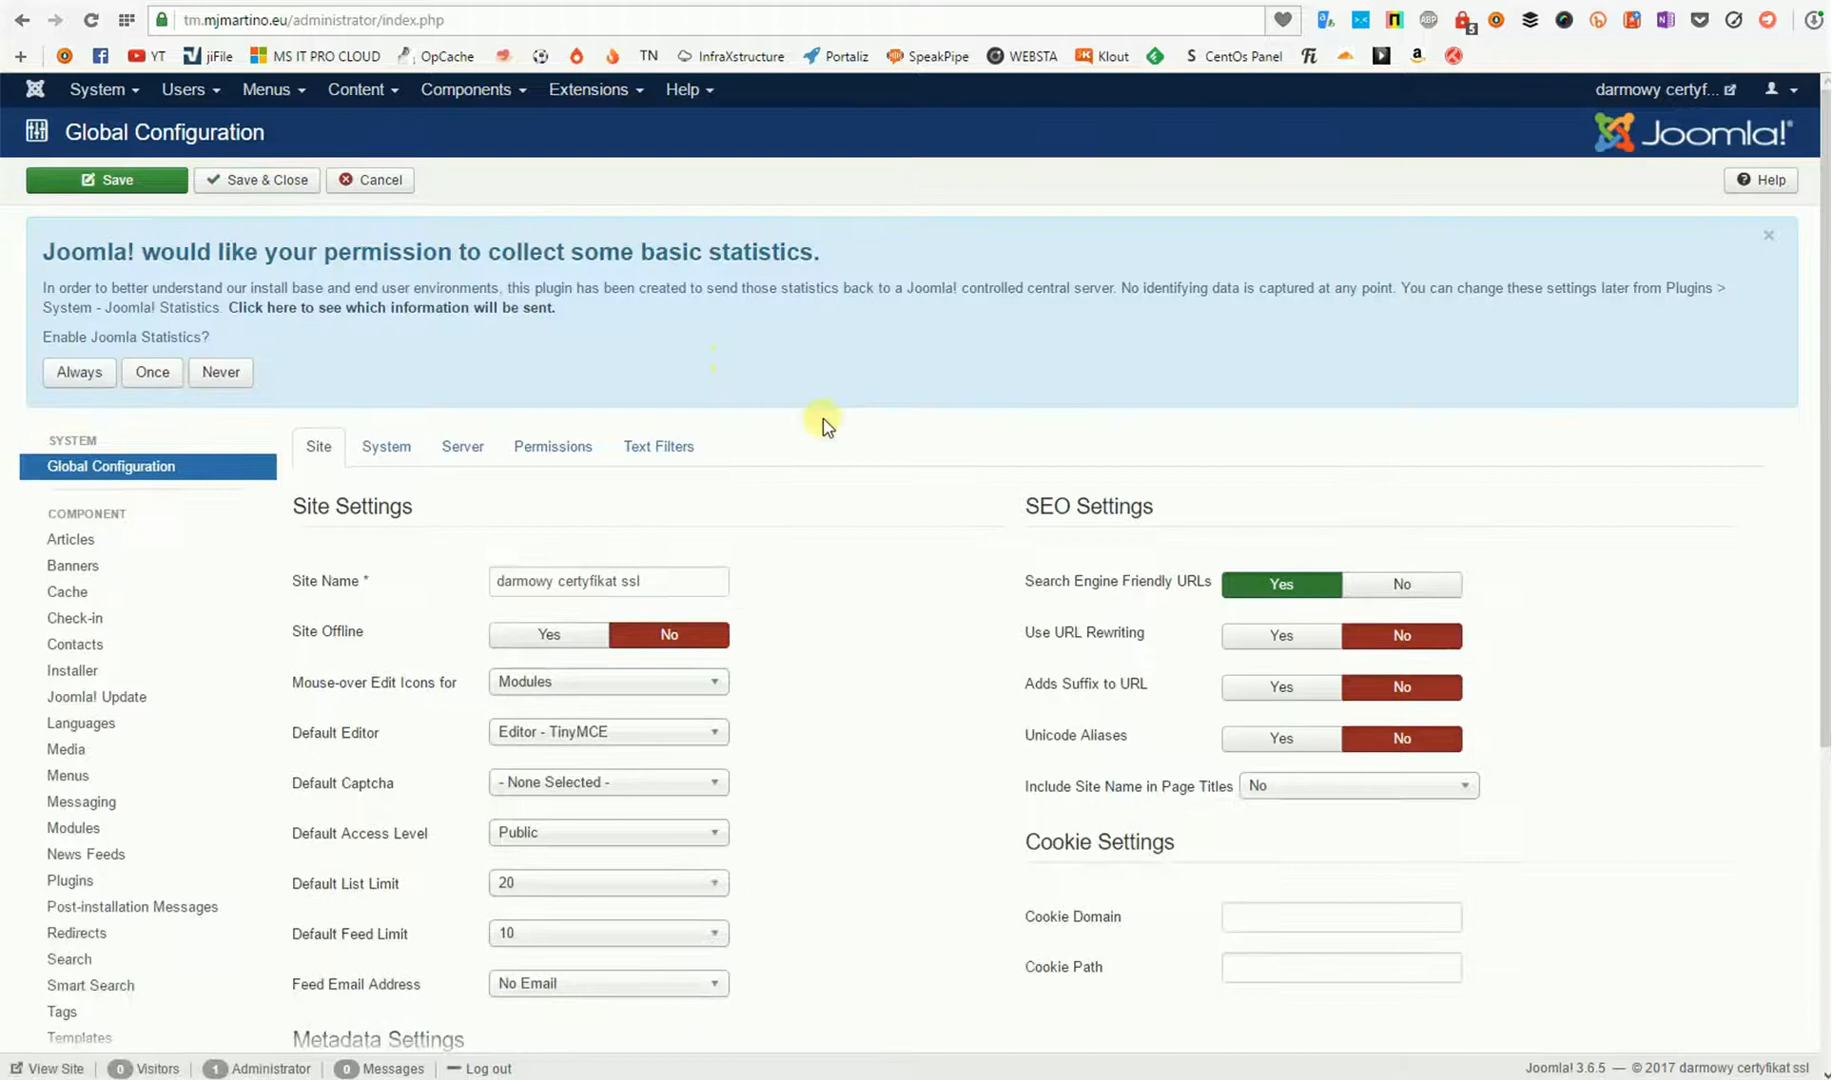 tm.mjmartino.eu/administrator/index.php
YT
jiFile
MS IT PRO CLOUD
OpCache
TN
InfraXstructure
Portaliz
SpeakPipe
WEBSTA
Klout
CentOs Panel
System
Users
Menus
Content
Components
Extensions
Help
darmowy certyf...
Global Configuration
Joomla!
Save
Save & Close
Cancel
Help
Joomla! would like your permission to collect some basic statistics.
In order to better understand our install base and end user environments, this plugin has been created to send those statistics back to a Joomla! controlled central server. No identifying data is captured at any point. You can change these settings later from Plugins >
System - Joomla! Statistics. Click here to see which information will be sent.
Enable Joomla Statistics?
Always
Once
Never
SYSTEM
Global Configuration
COMPONENT
Articles
Banners
Cache
Check-in
Contacts
Installer
Joomla! Update
Languages
Media
Menus
Messaging
Modules
News Feeds
Plugins
Post-installation Messages
Redirects
Search
Smart Search
Tags
Templates
Site
System
Server
Permissions
Text Filters
Site Settings
Site Name *
darmowy certyfikat ssl
Site Offline
Yes
No
Mouse-over Edit Icons for
Modules
Default Editor
Editor - TinyMCE
Default Captcha
- None Selected -
Default Access Level
Public
Default List Limit
20
Default Feed Limit
10
Feed Email Address
No Email
Metadata Settings
SEO Settings
Search Engine Friendly URLs
Yes
No
Use URL Rewriting
Yes
No
Adds Suffix to URL
Yes
No
Unicode Aliases
Yes
No
Include Site Name in Page Titles
No
Cookie Settings
Cookie Domain
Cookie Path
View Site
0 Visitors
1 Administrator
0 Messages
Log out
Joomla! 3.6.5 — © 2017 darmowy certyfikat ssl